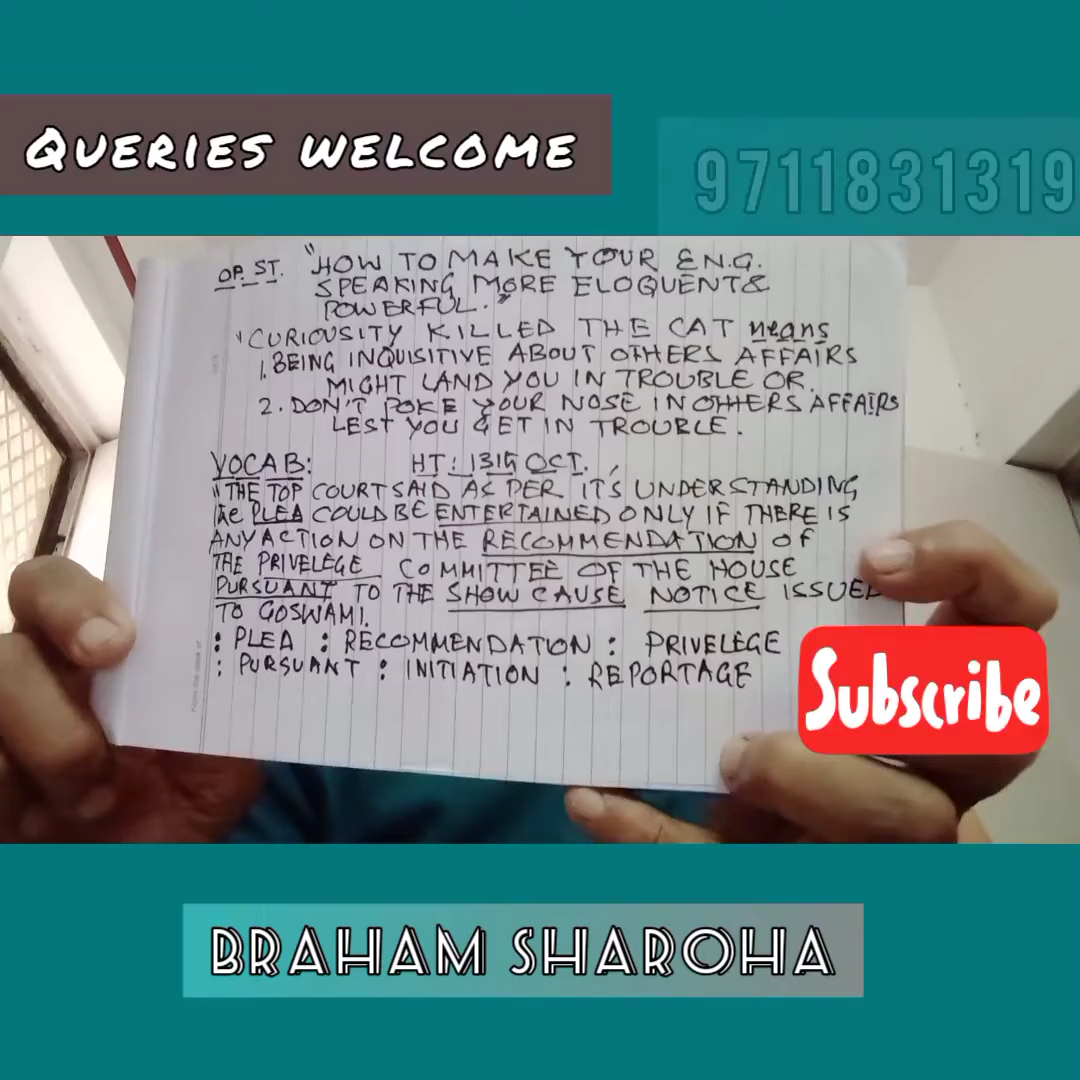 QUERIES WELCOME
9711831319
OP. ST. "HOW TO MAKE YOUR ENG.
SPEAKING MORE ELOQUENT &
POWERFUL."
"CURIOUSITY KILLED THE CAT means
1. BEING INQUISITIVE ABOUT OTHERS AFFAIRS
MIGHT LAND YOU IN TROUBLE OR.
2. DON'T POKE YOUR NOSE IN OTHERS AFFAIRS
LEST YOU GET IN TROUBLE.
VOCAB: HT: 13TH OCT.
"THE TOP COURT SAID AS PER IT'S UNDERSTANDING
The PLEA COULD BE ENTERTAINED ONLY IF THERE IS
ANY ACTION ON THE RECOMMENDATION OF
THE PRIVELEGE COMMITTEE OF THE HOUSE
PURSUANT TO THE SHOW CAUSE NOTICE ISSUED
TO GOSWAMI.
: PLEA : RECOMMENDATION : PRIVELEGE
: PURSUANT : INITIATION : REPORTAGE
Subscribe
BRAHAM SHAROHA